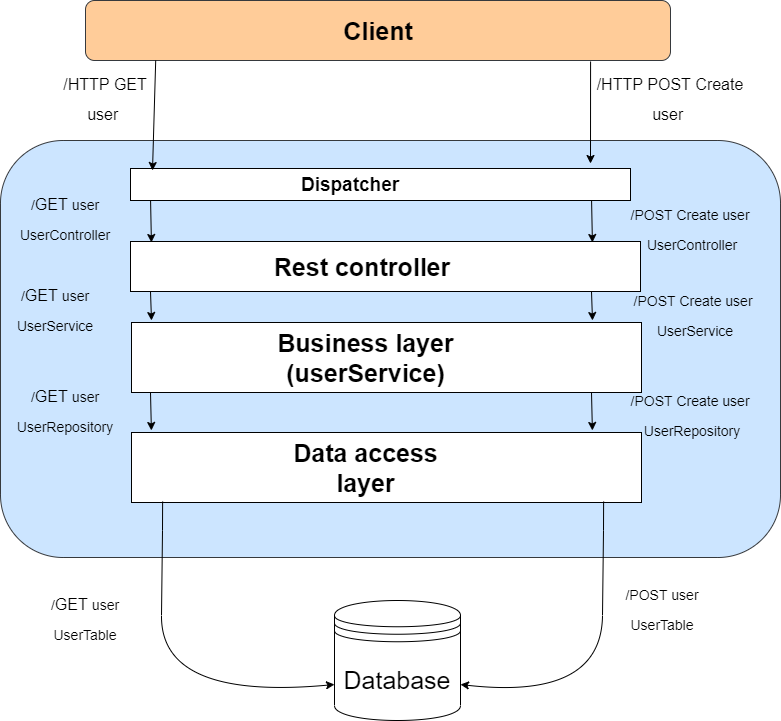 Client
/HTTP GET
user
/HTTP POST Create
user
Dispatcher
/GET user
UserController
/POST Create user
UserController
Rest controller
/GET user
UserService
/POST Create user
UserService
Business layer
(userService)
/GET user
UserRepository
/POST Create user
UserRepository
Data access
layer
/GET user
UserTable
/POST user
UserTable
Database